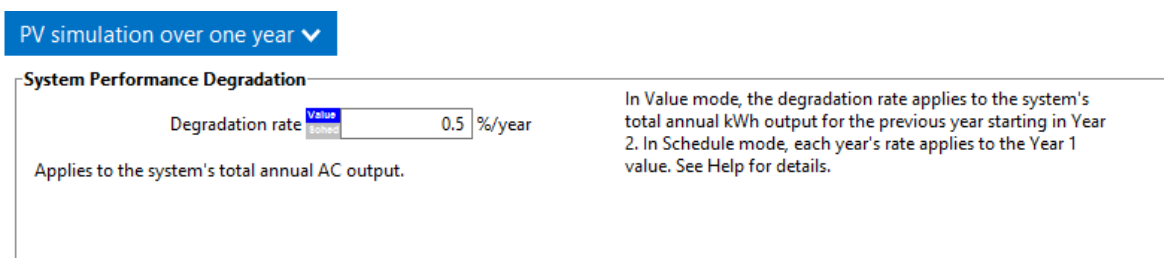 PV simulation over one year
System Performance Degradation
Degradation rate Value Sched 0.5 %/year
Applies to the system's total annual AC output.
In Value mode, the degradation rate applies to the system's
total annual kWh output for the previous year starting in Year
2. In Schedule mode, each year's rate applies to the Year 1
value. See Help for details.